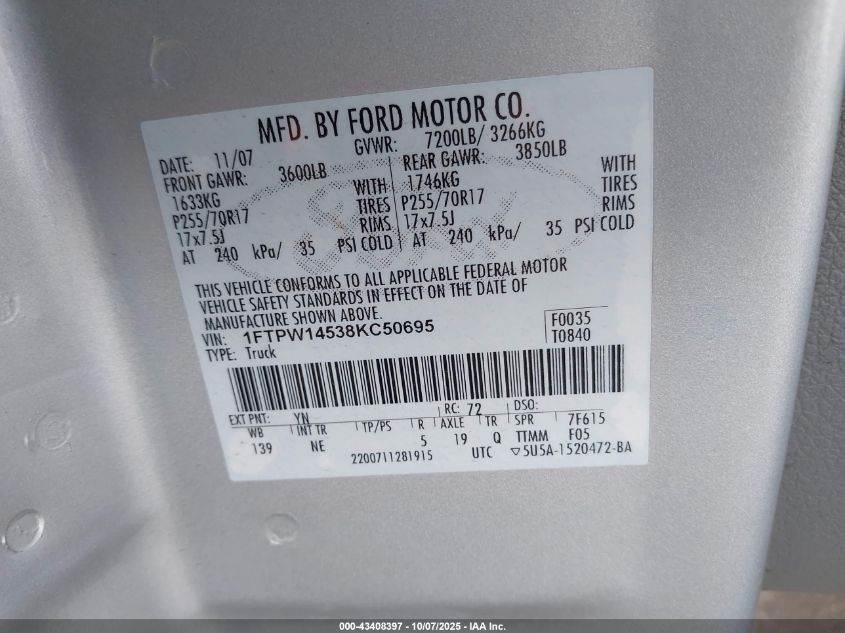 MFD. BY FORD MOTOR CO.
DATE: 11/07 GVWR: 7200LB/ 3266KG
FRONT GAWR: 3600LB REAR GAWR: 3850LB
1633KG WITH 1746KG WITH
P255/70R17 TIRES P255/70R17 TIRES
17x7.5J RIMS 17x7.5J RIMS
AT 240 kPa/ 35 PSI COLD AT 240 kPa/ 35 PSI COLD
THIS VEHICLE CONFORMS TO ALL APPLICABLE FEDERAL MOTOR
VEHICLE SAFETY STANDARDS IN EFFECT ON THE DATE OF
MANUFACTURE SHOWN ABOVE.
VIN: 1FTPW14538KC50695 F0035
TYPE: Truck T0840
EXT PNT: YN RC: 72 DSO:
WB INT TR TP/PS R AXLE TR SPR 7F615
139 NE 5 19 Q TTMM F05
2200711281915 UTC ▽5U5A-1520472-BA
000-43408397 - 10/07/2025 - IAA Inc.